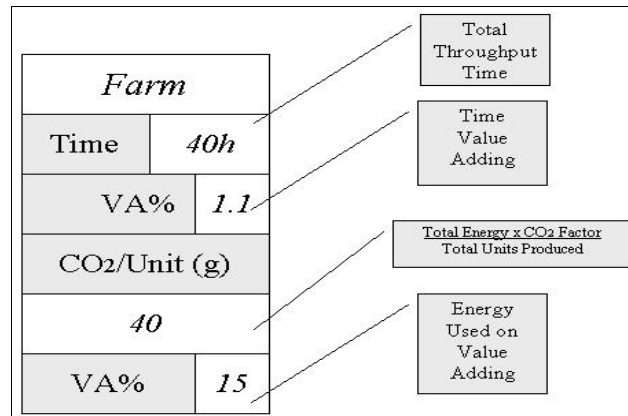 Farm
Time 40h
VA% 1.1
CO2/Unit (g)
40
VA% 15
Total
Throughput
Time
Time
Value
Adding
Total Energy x CO2 Factor
Total Units Produced
Energy
Used on
Value
Adding